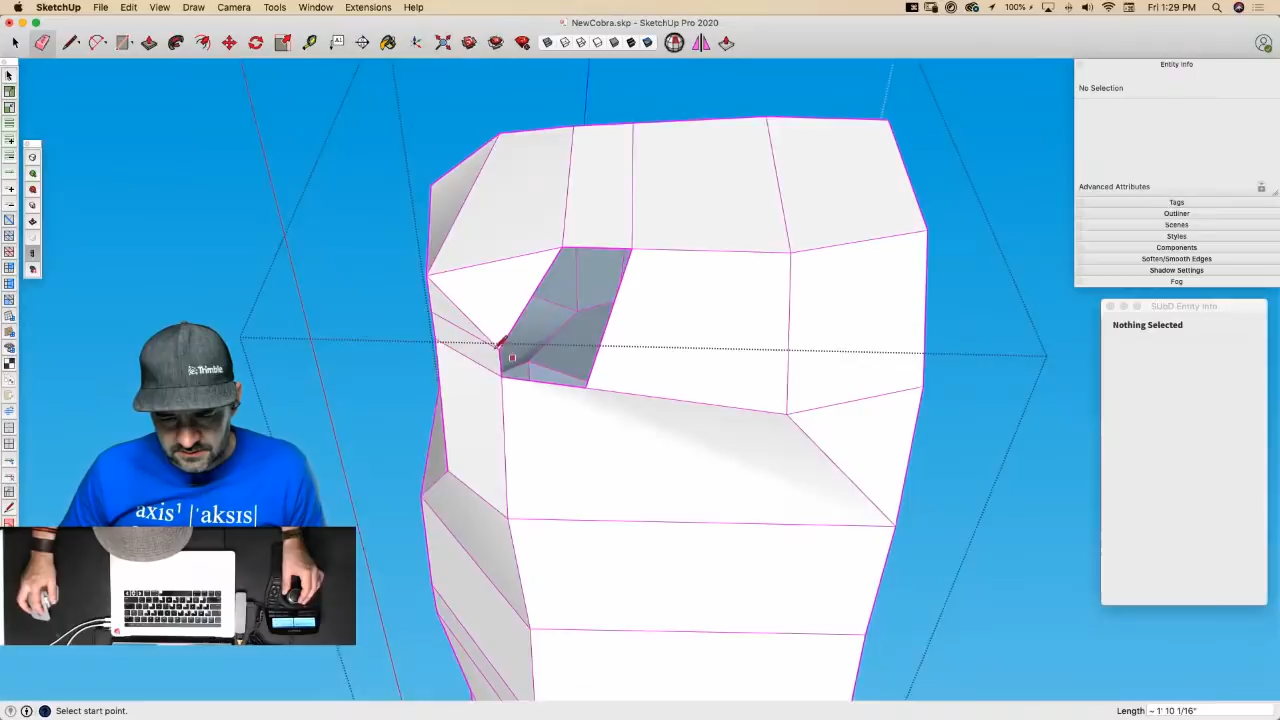 SketchUp File Edit View Draw Camera Tools Window Extensions Help
100% Fri 1:29 PM
NewCobra.skp - SketchUp Pro 2020
Entity Info
No Selection
Advanced Attributes
Tags
Outliner
Scenes
Styles
Components
Soften/Smooth Edges
Shadow Settings
Fog
SUbD Entity Info
Nothing Selected
Trimble
axis¹ |ˈaksɪs|
Select start point.
Length ~ 1' 10 1/16"